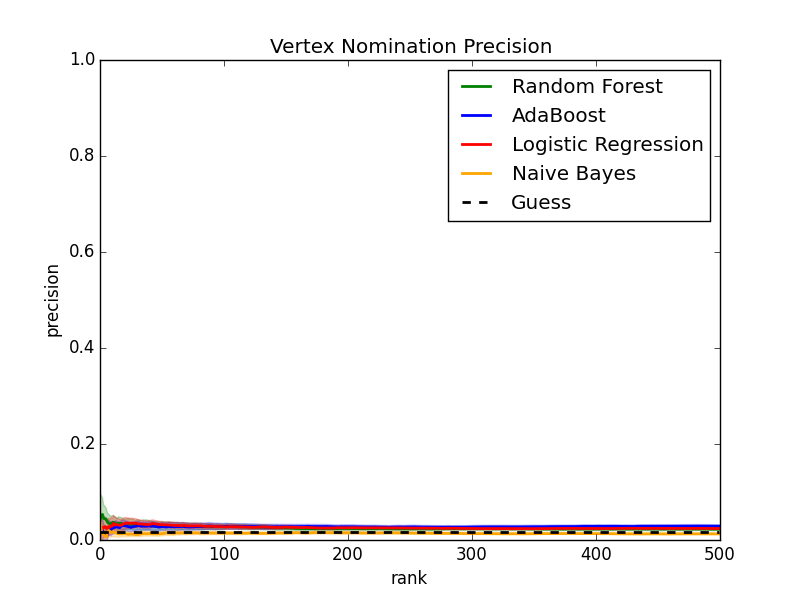 Vertex Nomination Precision
1.0
0.8
0.6
0.4
0.2
0.0
precision
Random Forest
AdaBoost
Logistic Regression
Naive Bayes
Guess
0 100 200 300 400 500
rank